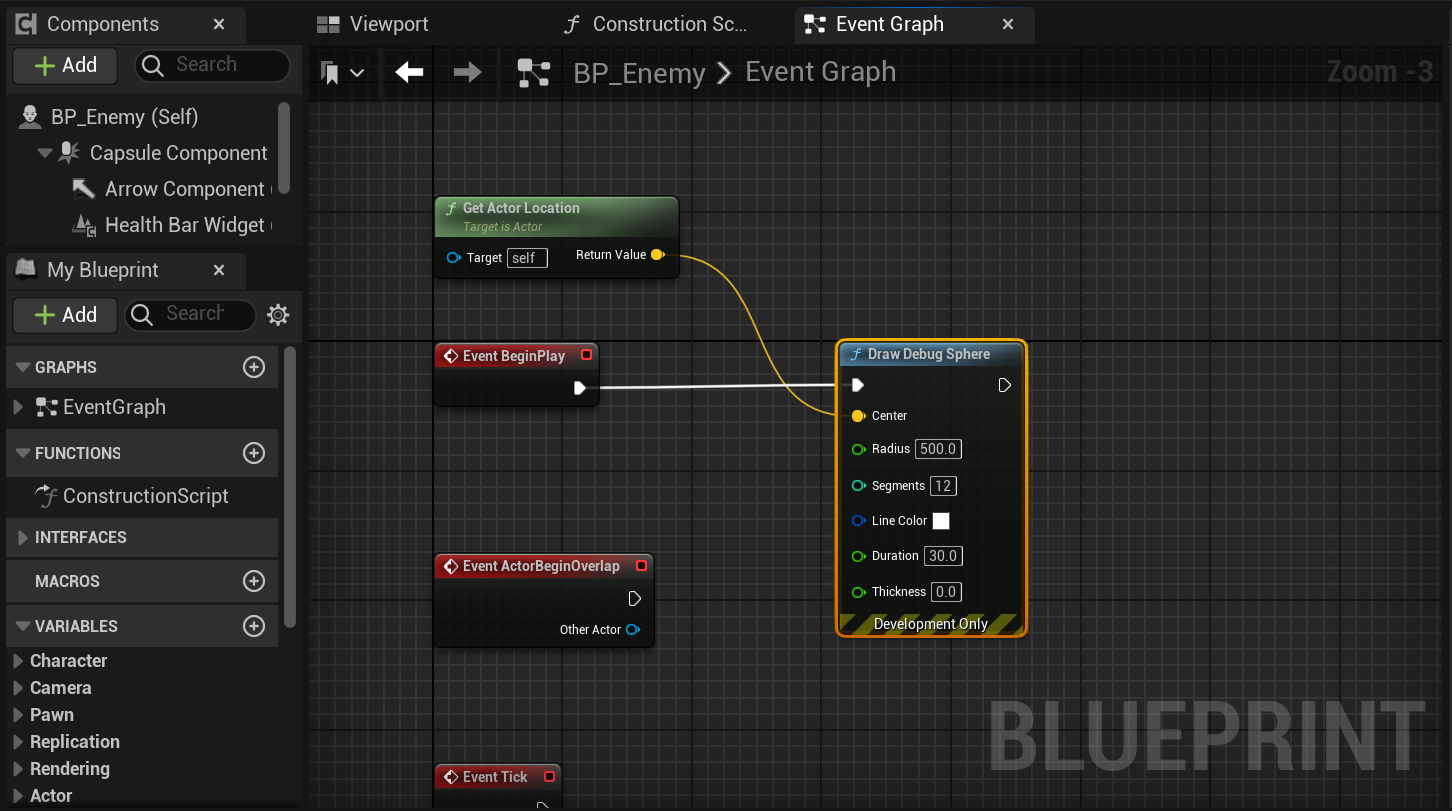 Components
Viewport
Construction Sc...
Event Graph
Add
Search
BP_Enemy
Event Graph
Zoom -3
BP_Enemy (Self)
Capsule Component
Arrow Component (
Health Bar Widget (
My Blueprint
Add
Search
GRAPHS
EventGraph
FUNCTIONS
ConstructionScript
INTERFACES
MACROS
VARIABLES
Character
Camera
Pawn
Replication
Rendering
Actor
Get Actor Location
Target is Actor
Target self Return Value
Event BeginPlay
Draw Debug Sphere
Center
Radius 500.0
Segments 12
Line Color
Duration 30.0
Thickness 0.0
Development Only
Event ActorBeginOverlap
Other Actor
Event Tick
BLUEPRINT